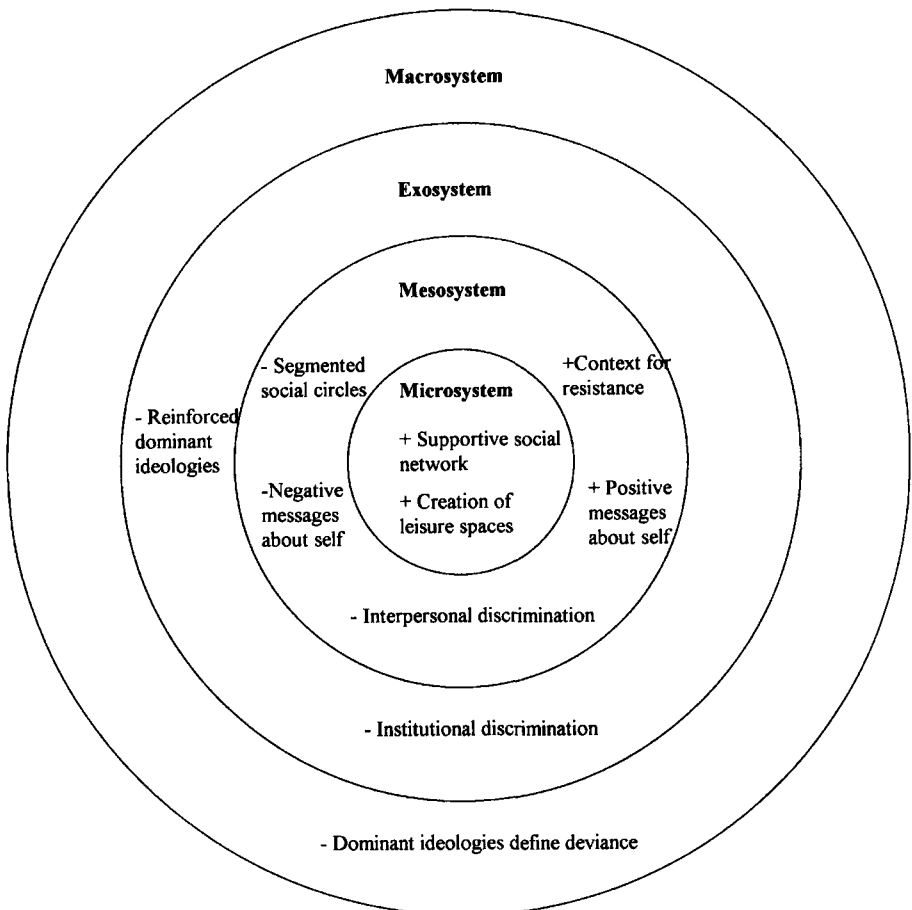 Macrosystem
Exosystem
Mesosystem
- Segmented
social circles
+Context for
resistance
Microsystem
+ Supportive social
network
+ Creation of
leisure spaces
- Reinforced
dominant
ideologies
-Negative
messages
about self
+ Positive
messages
about self
- Interpersonal discrimination
- Institutional discrimination
- Dominant ideologies define deviance